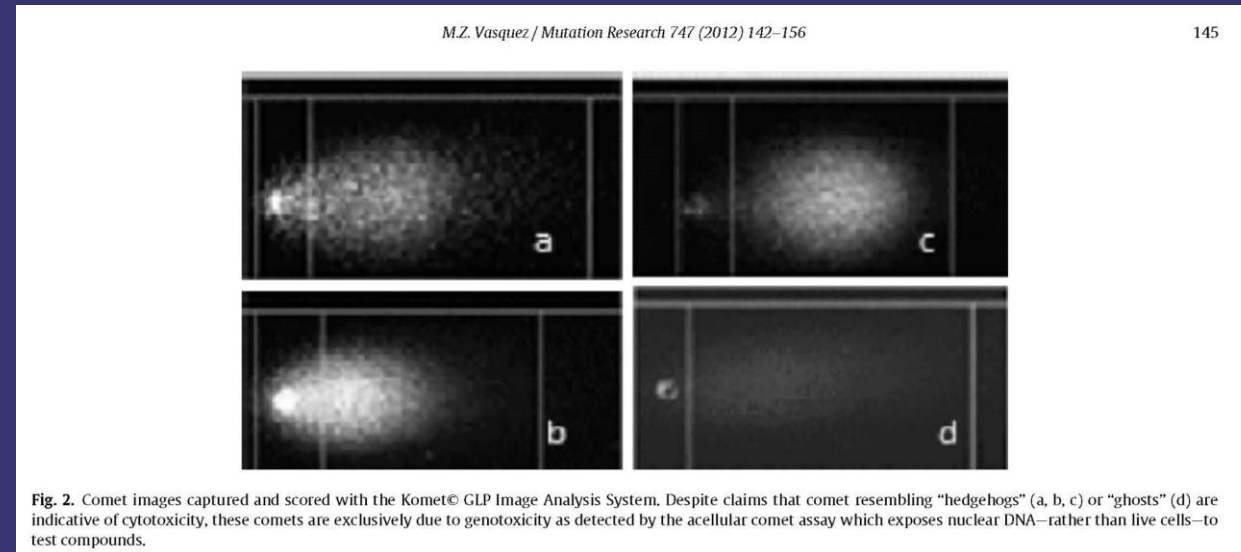 M.Z. Vasquez / Mutation Research 747 (2012) 142–156
145
a
c
b
d
Fig. 2. Comet images captured and scored with the Komet© GLP Image Analysis System. Despite claims that comet resembling "hedgehogs" (a, b, c) or "ghosts" (d) are
indicative of cytotoxicity, these comets are exclusively due to genotoxicity as detected by the acellular comet assay which exposes nuclear DNA—rather than live cells—to
test compounds.